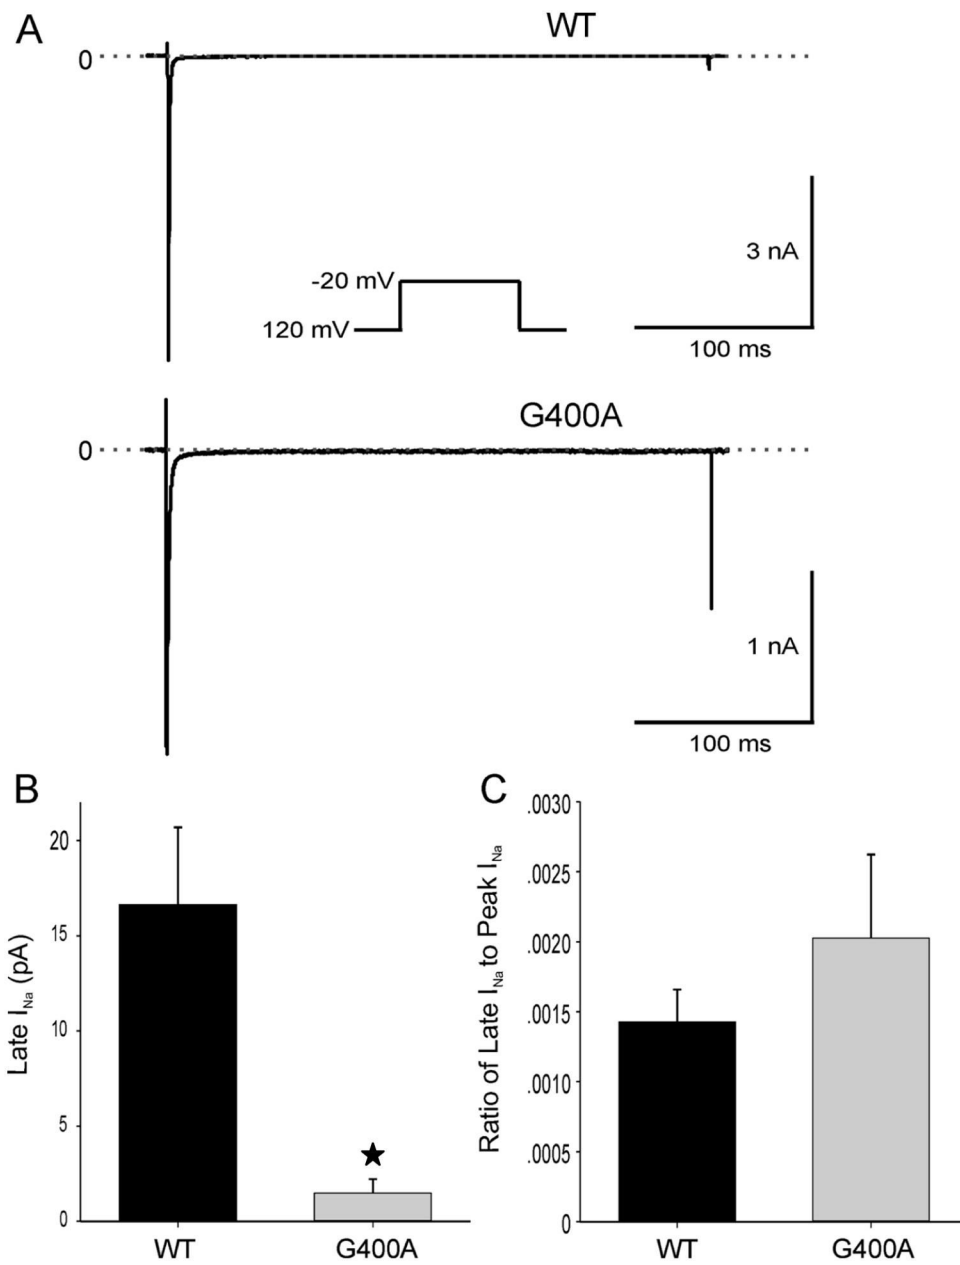 A
WT
0
3 nA
-20 mV
120 mV
100 ms
G400A
0
1 nA
100 ms
B
Late I_Na (pA)
20
15
10
5
0
WT
G400A
C
Ratio of Late I_Na to Peak I_Na
.0030
.0025
.0020
.0015
.0010
.0005
0
WT
G400A